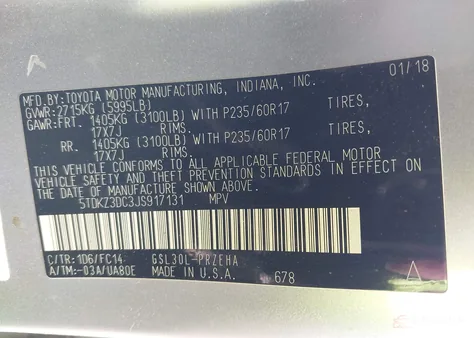 MFD.BY:TOYOTA MOTOR MANUFACTURING, INDIANA, INC. 01/18
GVWR:2715KG (5995LB)
GAWR:FRT. 1405KG (3100LB) WITH P235/60R17 TIRES,
17X7J RIMS.
RR. 1405KG (3100LB) WITH P235/60R17 TIRES,
17X7J RIMS.
THIS VEHICLE CONFORMS TO ALL APPLICABLE FEDERAL MOTOR
VEHICLE SAFETY AND THEFT PREVENTION STANDARDS IN EFFECT ON
THE DATE OF MANUFACTURE SHOWN ABOVE.
5TDKZ3DC3JS917131 MPV
C/TR:1D6/FC14 GSL30L-PRZEHA
A/TM:-03A/UA80E MADE IN U.S.A. 678
A